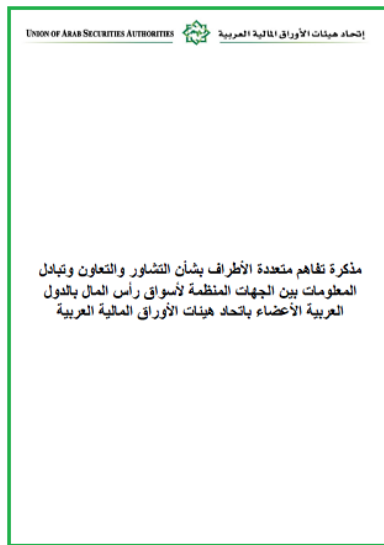 UNION OF ARAB SECURITIES AUTHORITIES
إتحاد هيئات الأوراق المالية العربية
مذكرة تفاهم متعددة الأطراف بشأن التشاور والتعاون وتبادل
المعلومات بين الجهات المنظمة لأسواق رأس المال بالدول
العربية الأعضاء باتحاد هيئات الأوراق المالية العربية